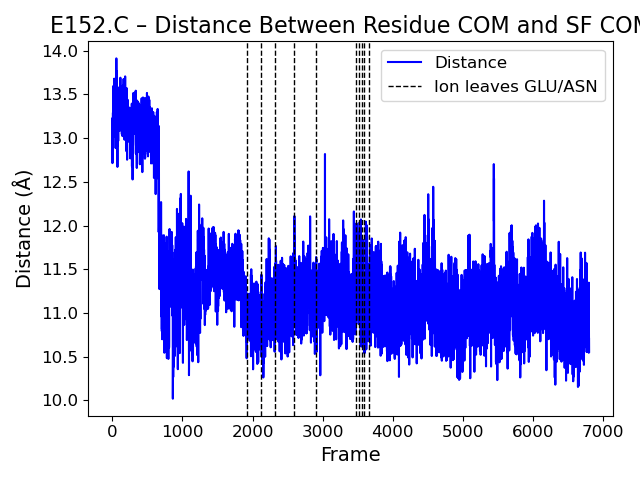 E152.C – Distance Between Residue COM and SF COM
Distance
Ion leaves GLU/ASN
Distance (Å)
14.0
13.5
13.0
12.5
12.0
11.5
11.0
10.5
10.0
0 1000 2000 3000 4000 5000 6000 7000
Frame